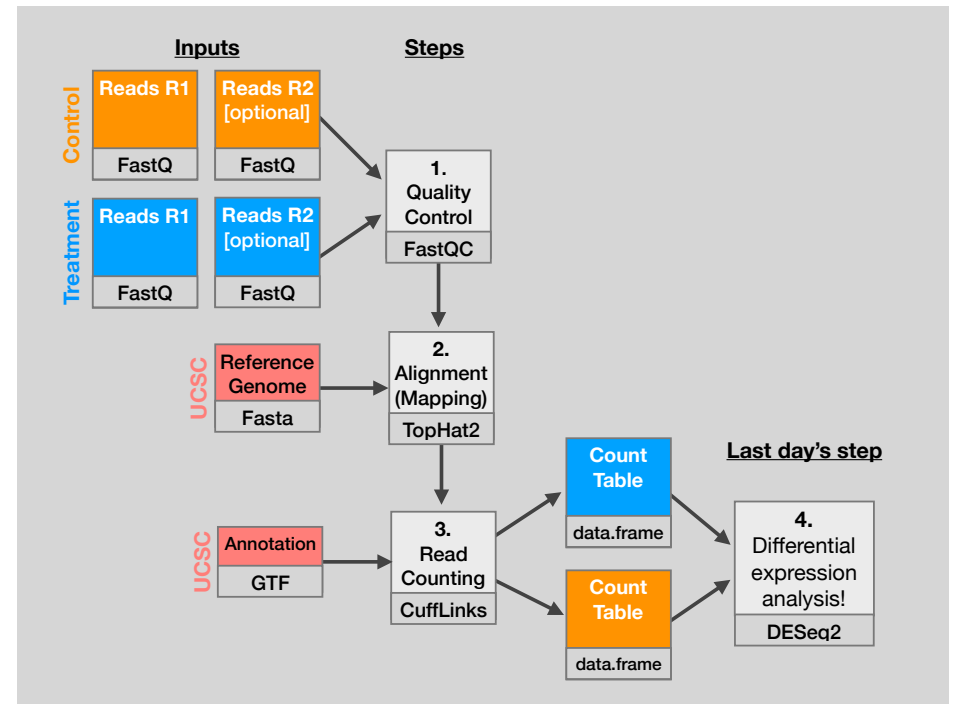 Inputs
Steps
Control
Reads R1
FastQ
Reads R2
[optional]
FastQ
Treatment
Reads R1
FastQ
Reads R2
[optional]
FastQ
1.
Quality
Control
FastQC
UCSC
Reference
Genome
Fasta
2.
Alignment
(Mapping)
TopHat2
UCSC
Annotation
GTF
3.
Read
Counting
CuffLinks
Count
Table
data.frame
Count
Table
data.frame
Last day's step
4.
Differential
expression
analysis!
DESeq2